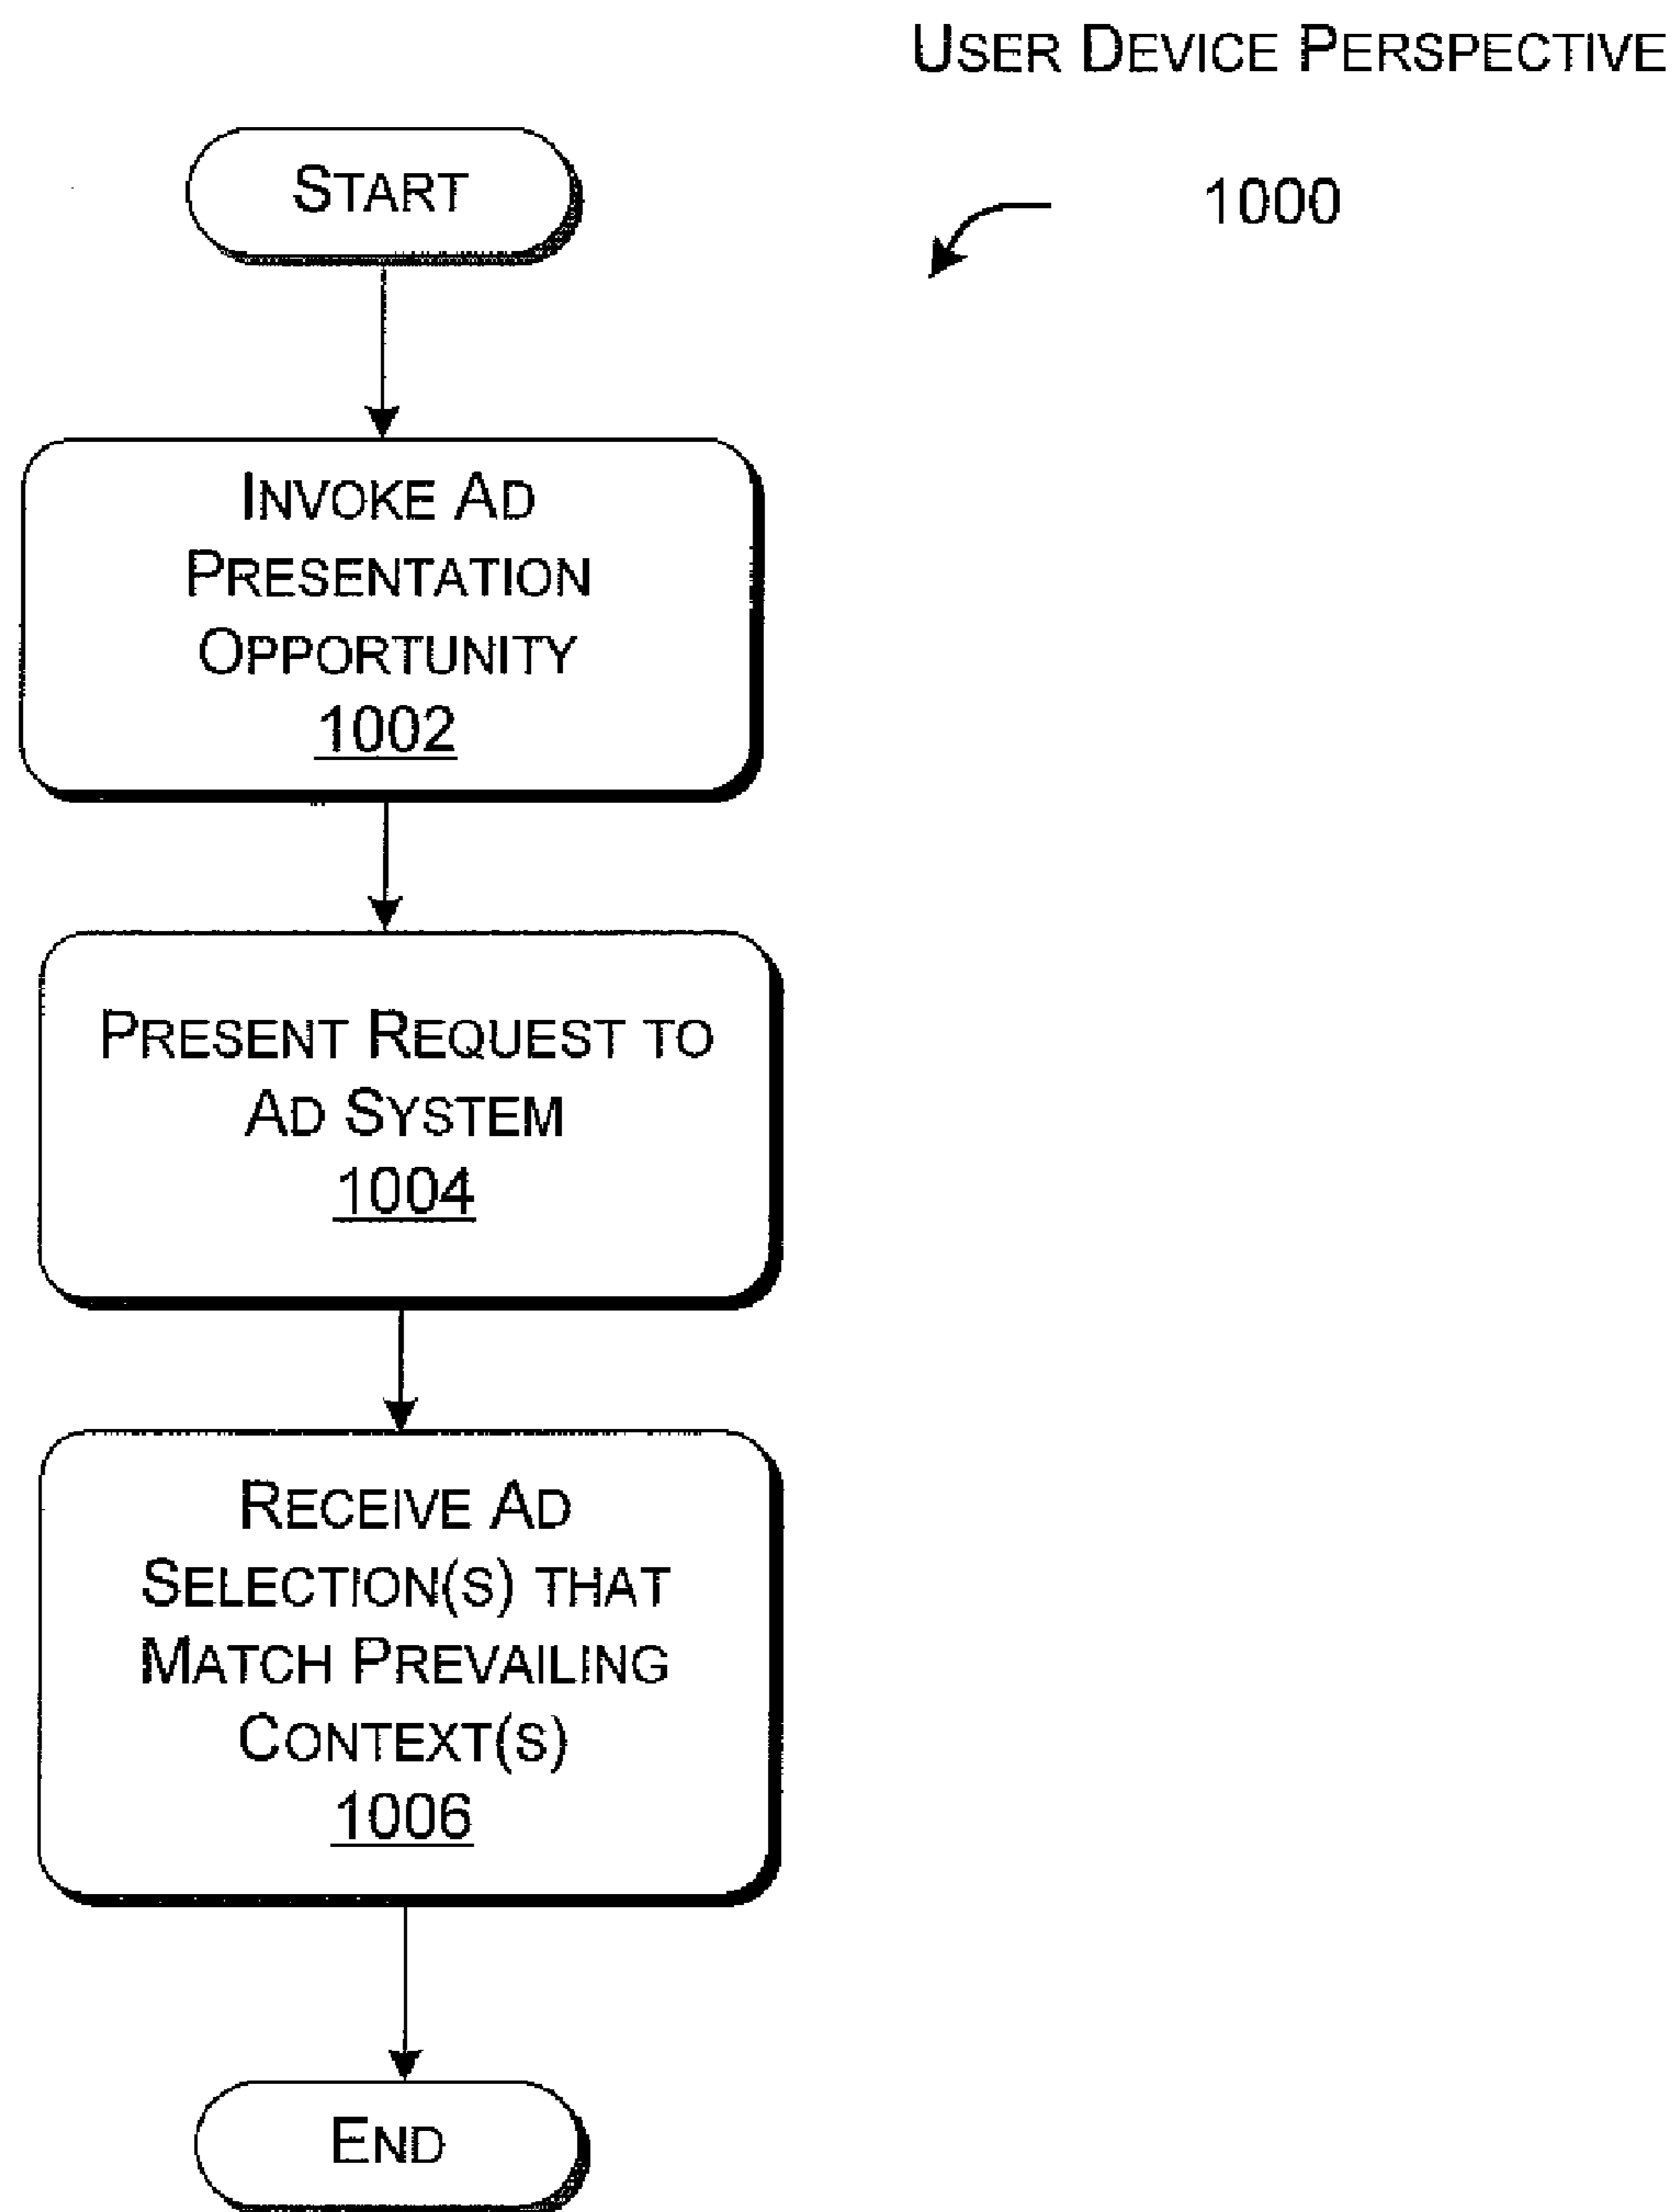 USER DEVICE PERSPECTIVE
START
1000
INVOKE AD
PRESENTATION
OPPORTUNITY
1002
PRESENT REQUEST TO
AD SYSTEM
1004
RECEIVE AD
SELECTION(S) THAT
MATCH PREVAILING
CONTEXT(S)
1006
END